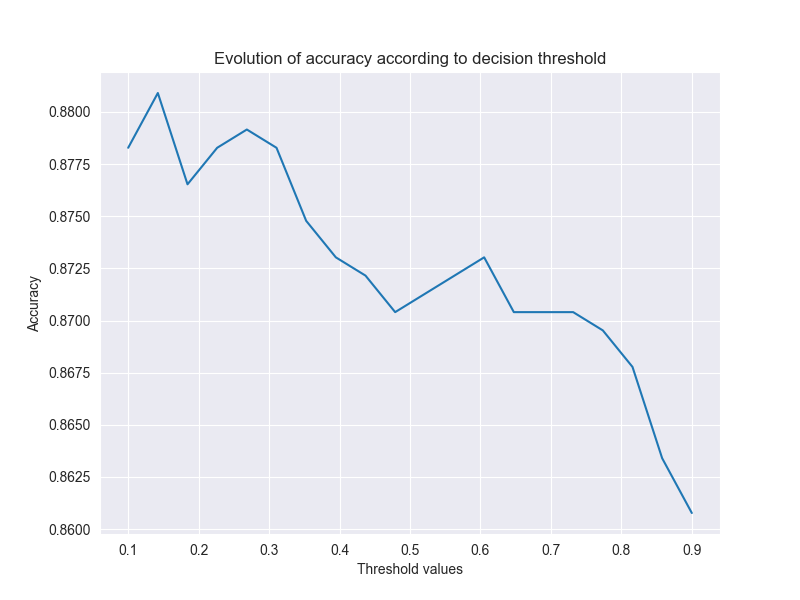 Evolution of accuracy according to decision threshold
0.8800
0.8775
0.8750
0.8725
0.8700
0.8675
0.8650
0.8625
0.8600
Accuracy
0.1 0.2 0.3 0.4 0.5 0.6 0.7 0.8 0.9
Threshold values